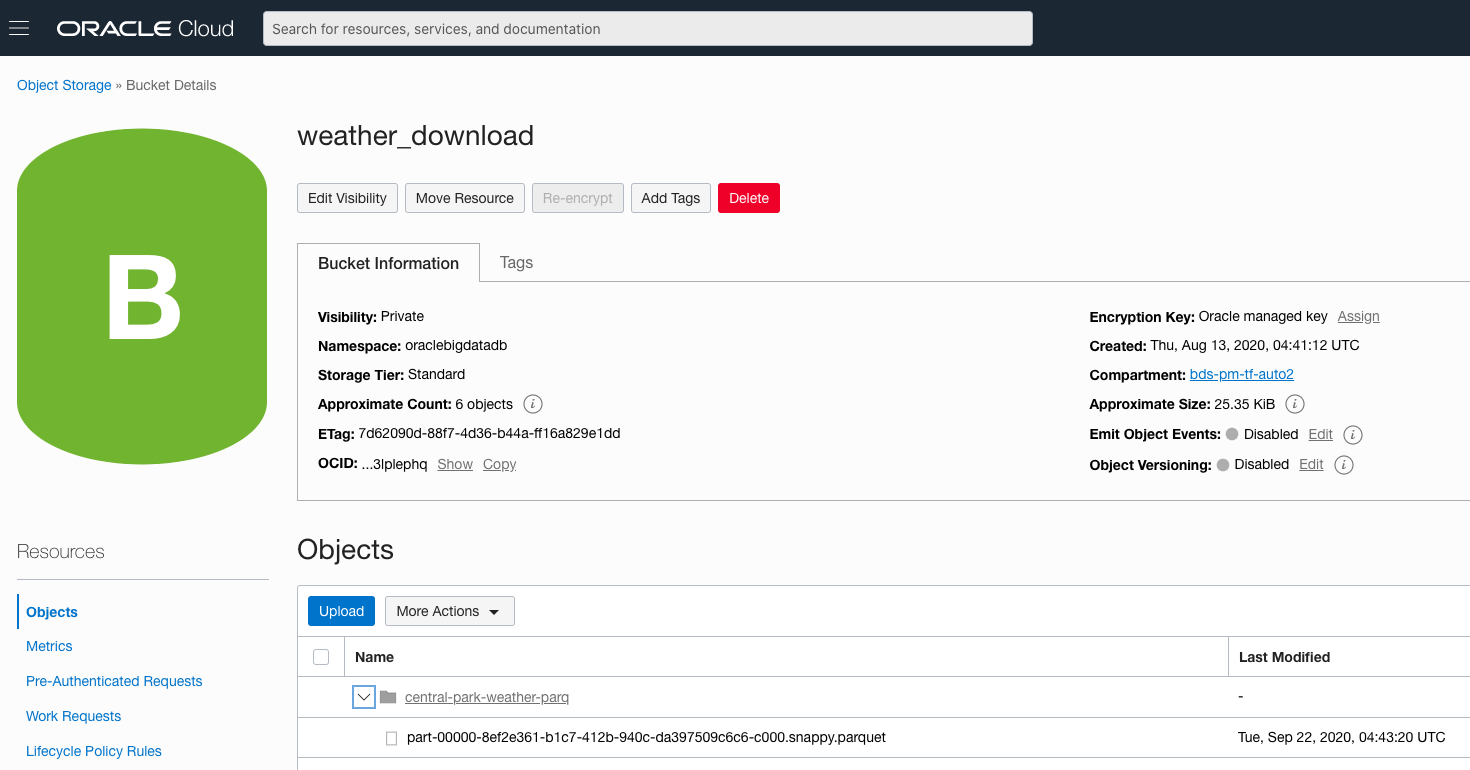 ORACLE Cloud
Search for resources, services, and documentation
Object Storage » Bucket Details
B
weather_download
Edit Visibility Move Resource Re-encrypt Add Tags Delete
Bucket Information Tags
Visibility: Private
Namespace: oraclebigdatadb
Storage Tier: Standard
Approximate Count: 6 objects i
ETag: 7d62090d-88f7-4d36-b44a-ff16a829e1dd
OCID: ...3lplephq Show Copy
Encryption Key: Oracle managed key Assign
Created: Thu, Aug 13, 2020, 04:41:12 UTC
Compartment: bds-pm-tf-auto2
Approximate Size: 25.35 KiB i
Emit Object Events: Disabled Edit i
Object Versioning: Disabled Edit i
Resources
Objects
Metrics
Pre-Authenticated Requests
Work Requests
Lifecycle Policy Rules
Objects
Upload More Actions
Name Last Modified
central-park-weather-parq -
part-00000-8ef2e361-b1c7-412b-940c-da397509c6c6-c000.snappy.parquet Tue, Sep 22, 2020, 04:43:20 UTC